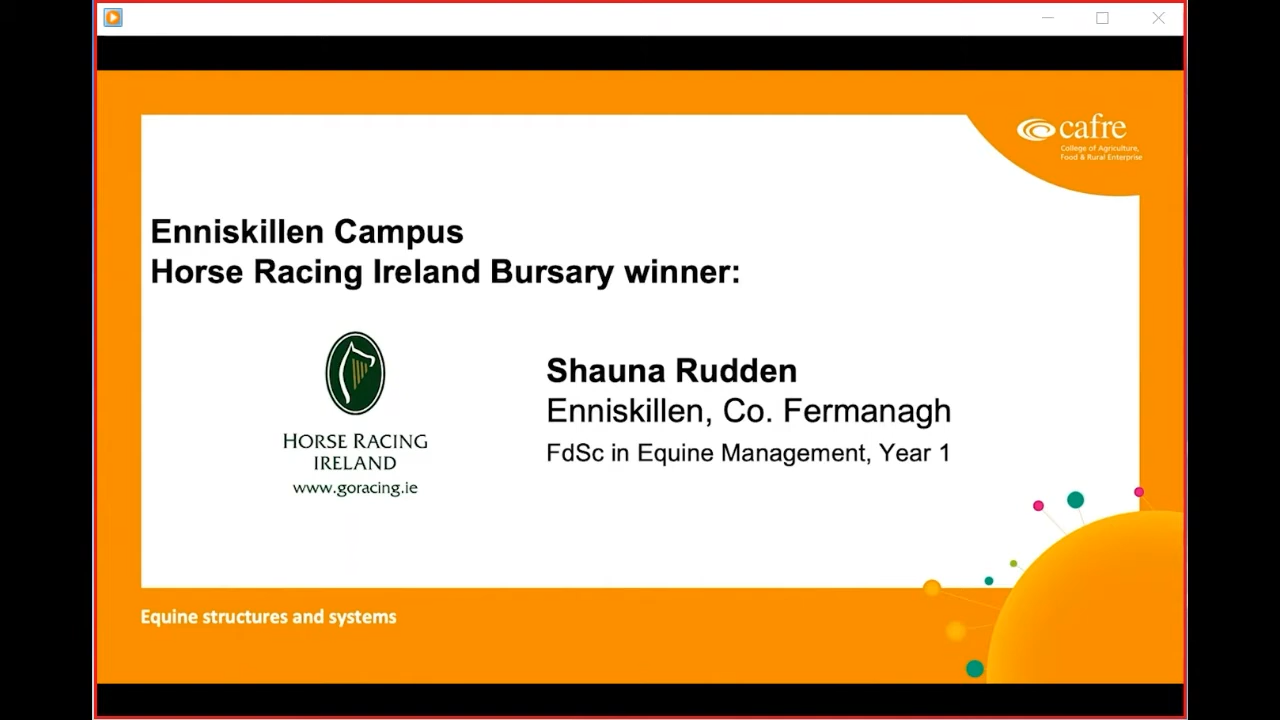 cafre
College of Agriculture,
Food & Rural Enterprise
Enniskillen Campus
Horse Racing Ireland Bursary winner:
HORSE RACING
IRELAND
www.goracing.ie
Shauna Rudden
Enniskillen, Co. Fermanagh
FdSc in Equine Management, Year 1
Equine structures and systems